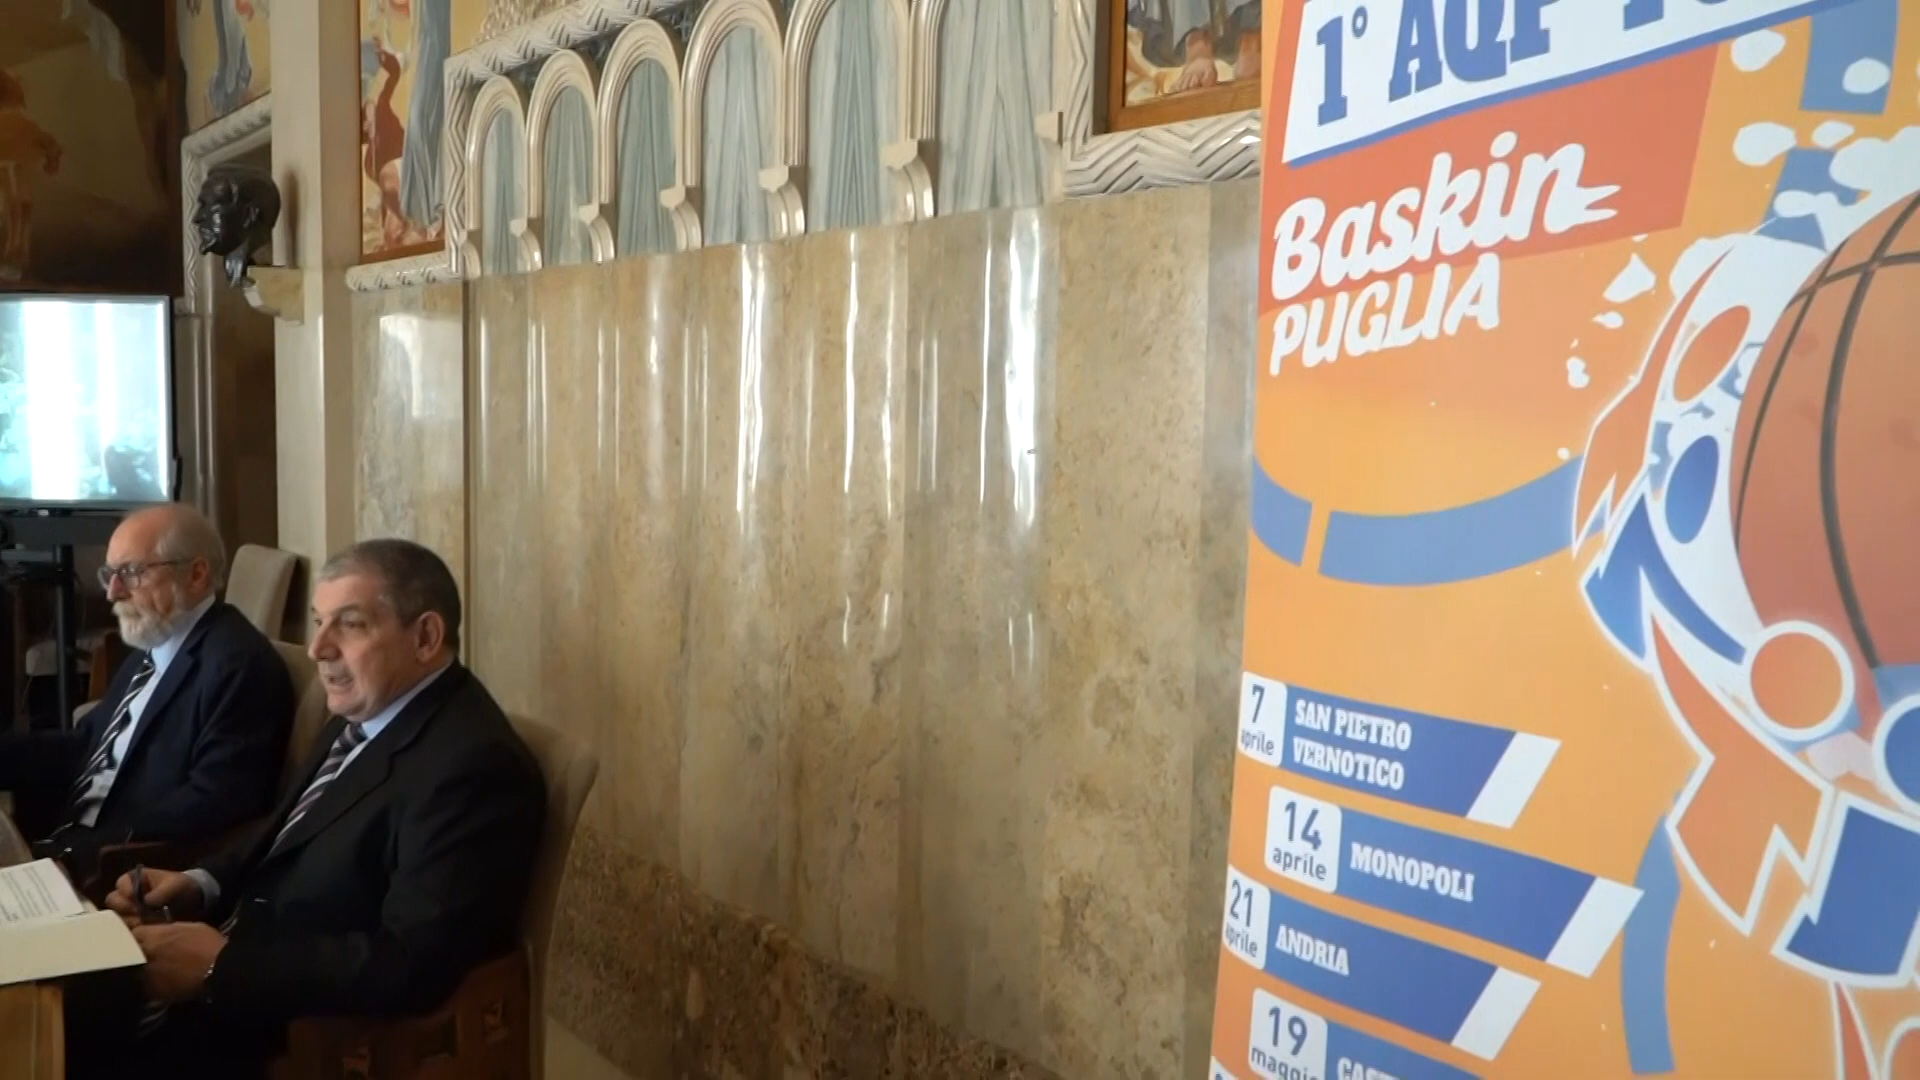 1° AQP
Baskin
PUGLIA
7
aprile
SAN PIETRO
VERNOTICO
14
aprile
MONOPOLI
21
aprile
ANDRIA
19
maggio